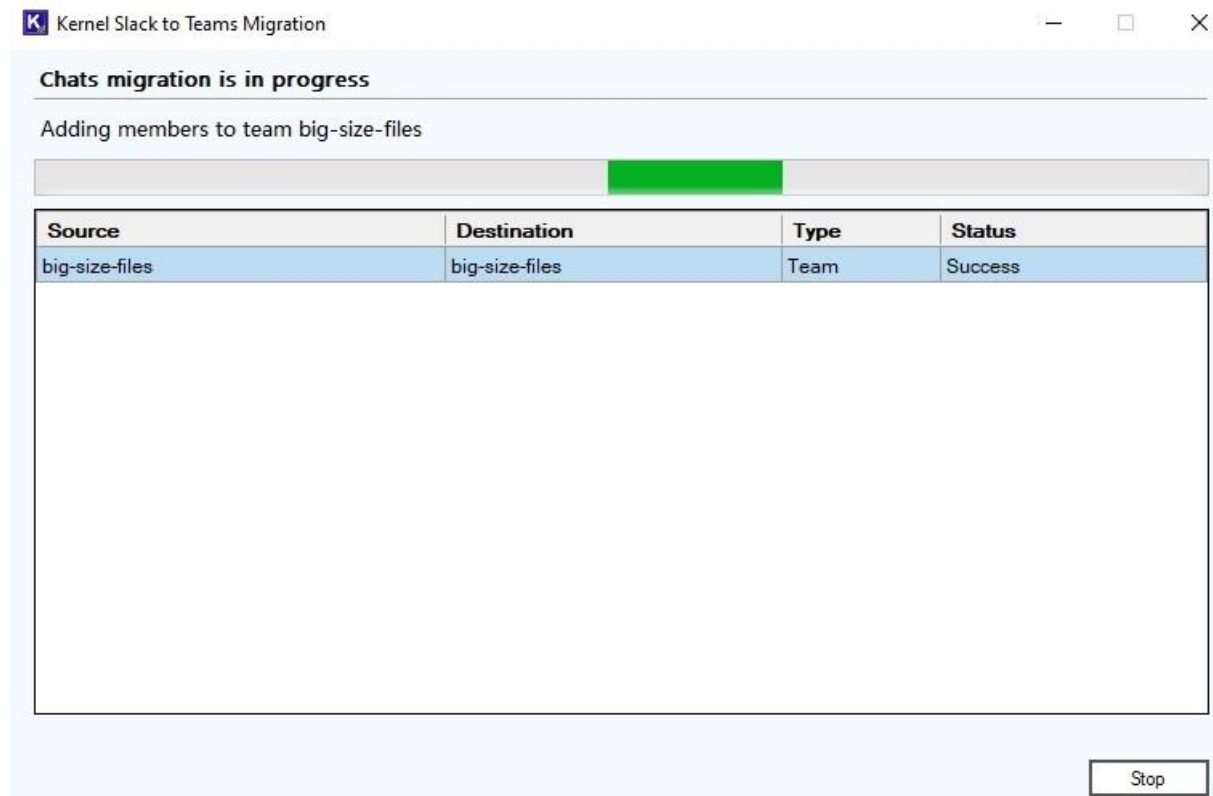 Kernel Slack to Teams Migration
Chats migration is in progress
Adding members to team big-size-files
Source Destination Type Status
big-size-files big-size-files Team Success
Stop